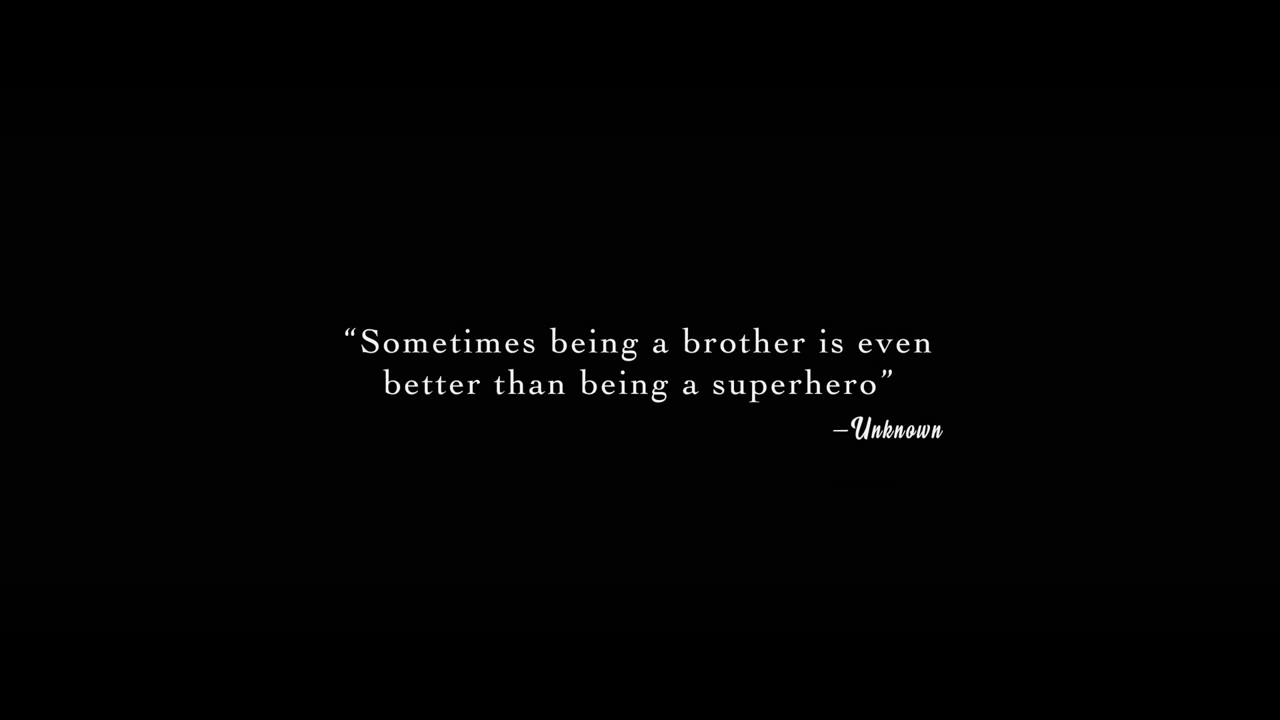 “Sometimes being a brother is even
better than being a superhero”
—Unknown